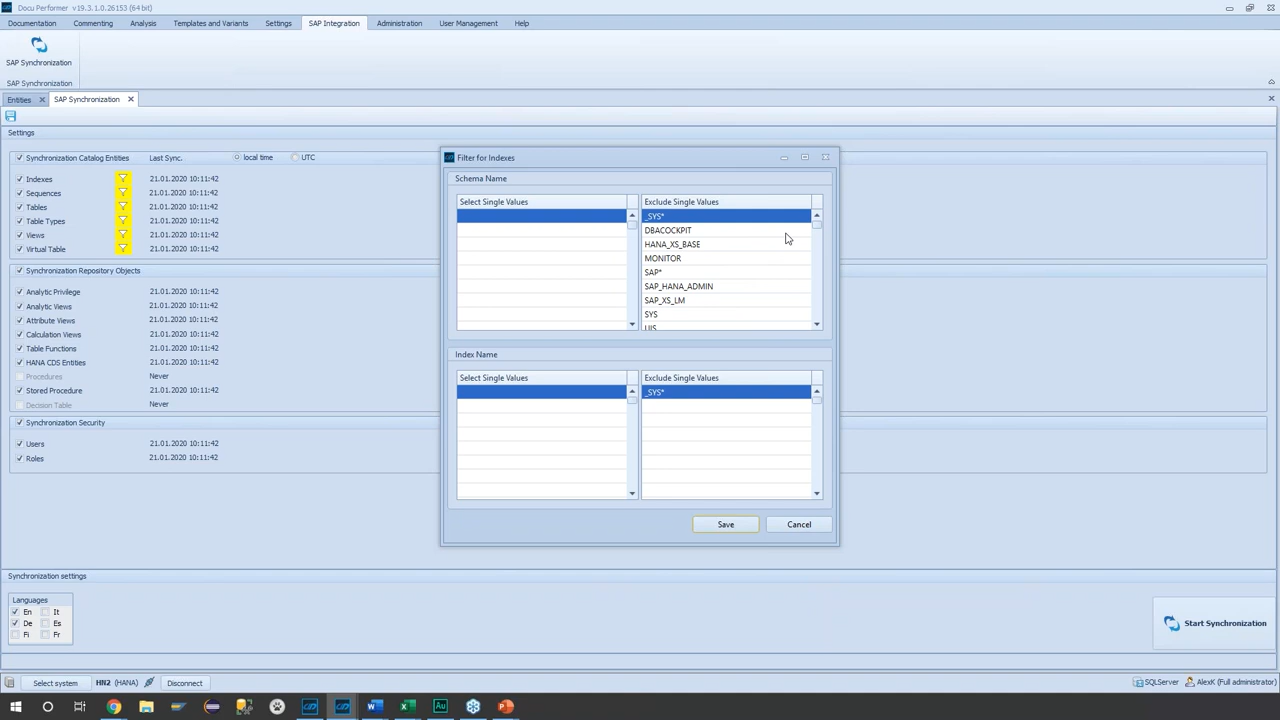 Docu Performer v19.3.1.0.26153 (64 bit)
Documentation Commenting Analysis Templates and Variants Settings SAP Integration Administration User Management Help
SAP Synchronization
SAP Synchronization
Entities SAP Synchronization
Settings
Synchronization Catalog Entities Last Sync. local time UTC
Indexes 21.01.2020 10:11:42
Sequences 21.01.2020 10:11:42
Tables 21.01.2020 10:11:42
Table Types 21.01.2020 10:11:42
Views 21.01.2020 10:11:42
Virtual Table 21.01.2020 10:11:42
Synchronization Repository Objects
Analytic Privilege 21.01.2020 10:11:42
Analytic Views 21.01.2020 10:11:42
Attribute Views 21.01.2020 10:11:42
Calculation Views 21.01.2020 10:11:42
Table Functions 21.01.2020 10:11:42
HANA CDS Entities 21.01.2020 10:11:42
Procedures Never
Stored Procedure 21.01.2020 10:11:42
Decision Table Never
Synchronization Security
Users 21.01.2020 10:11:42
Roles 21.01.2020 10:11:42
Filter for Indexes
Schema Name
Select Single Values Exclude Single Values
_SYS*
DBACOCKPIT
HANA_XS_BASE
MONITOR
SAP*
SAP_HANA_ADMIN
SAP_XS_LM
SYS
UIS
Index Name
Select Single Values Exclude Single Values
_SYS*
Save Cancel
Synchronization settings
Languages
En It
De Es
Fi Fr
Start Synchronization
Select system HN2 (HANA) Disconnect SQLServer AlexK (Full administrator)